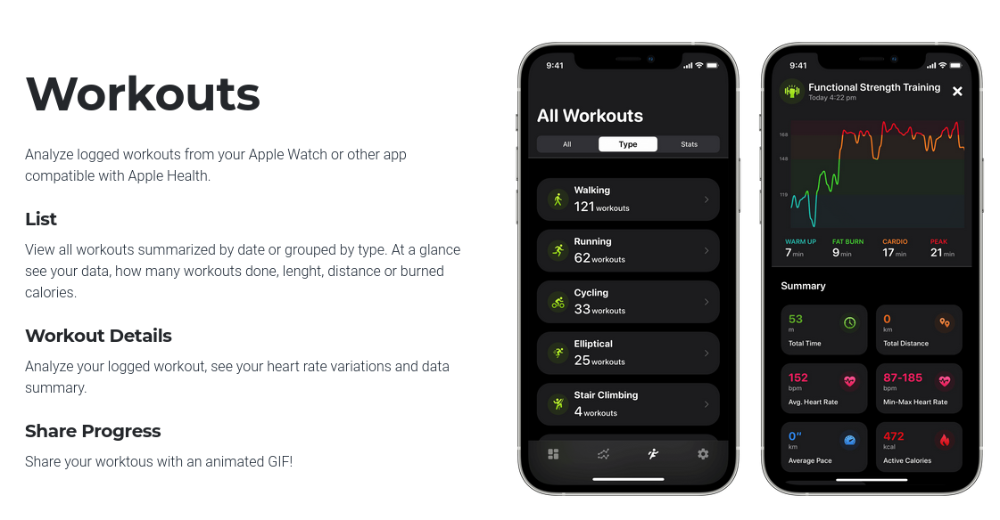 Workouts
Analyze logged workouts from your Apple Watch or other app
compatible with Apple Health.
List
View all workouts summarized by date or grouped by type. At a glance
see your data, how many workouts done, lenght, distance or burned
calories.
Workout Details
Analyze your logged workout, see your heart rate variations and data
summary.
Share Progress
Share your worktous with an animated GIF!
9:41
All Workouts
All Type Stats
Walking
121 workouts
Running
62 workouts
Cycling
33 workouts
Elliptical
25 workouts
Stair Climbing
4 workouts
9:41
Functional Strength Training
Today 4:22 pm
168
148
119
WARM UP FAT BURN CARDIO PEAK
7 min 9 min 17 min 21 min
Summary
53 0
m km
Total Time Total Distance
152 87-185
bpm bpm
Avg. Heart Rate Min-Max Heart Rate
0" 472
km kcal
Average Pace Active Calories